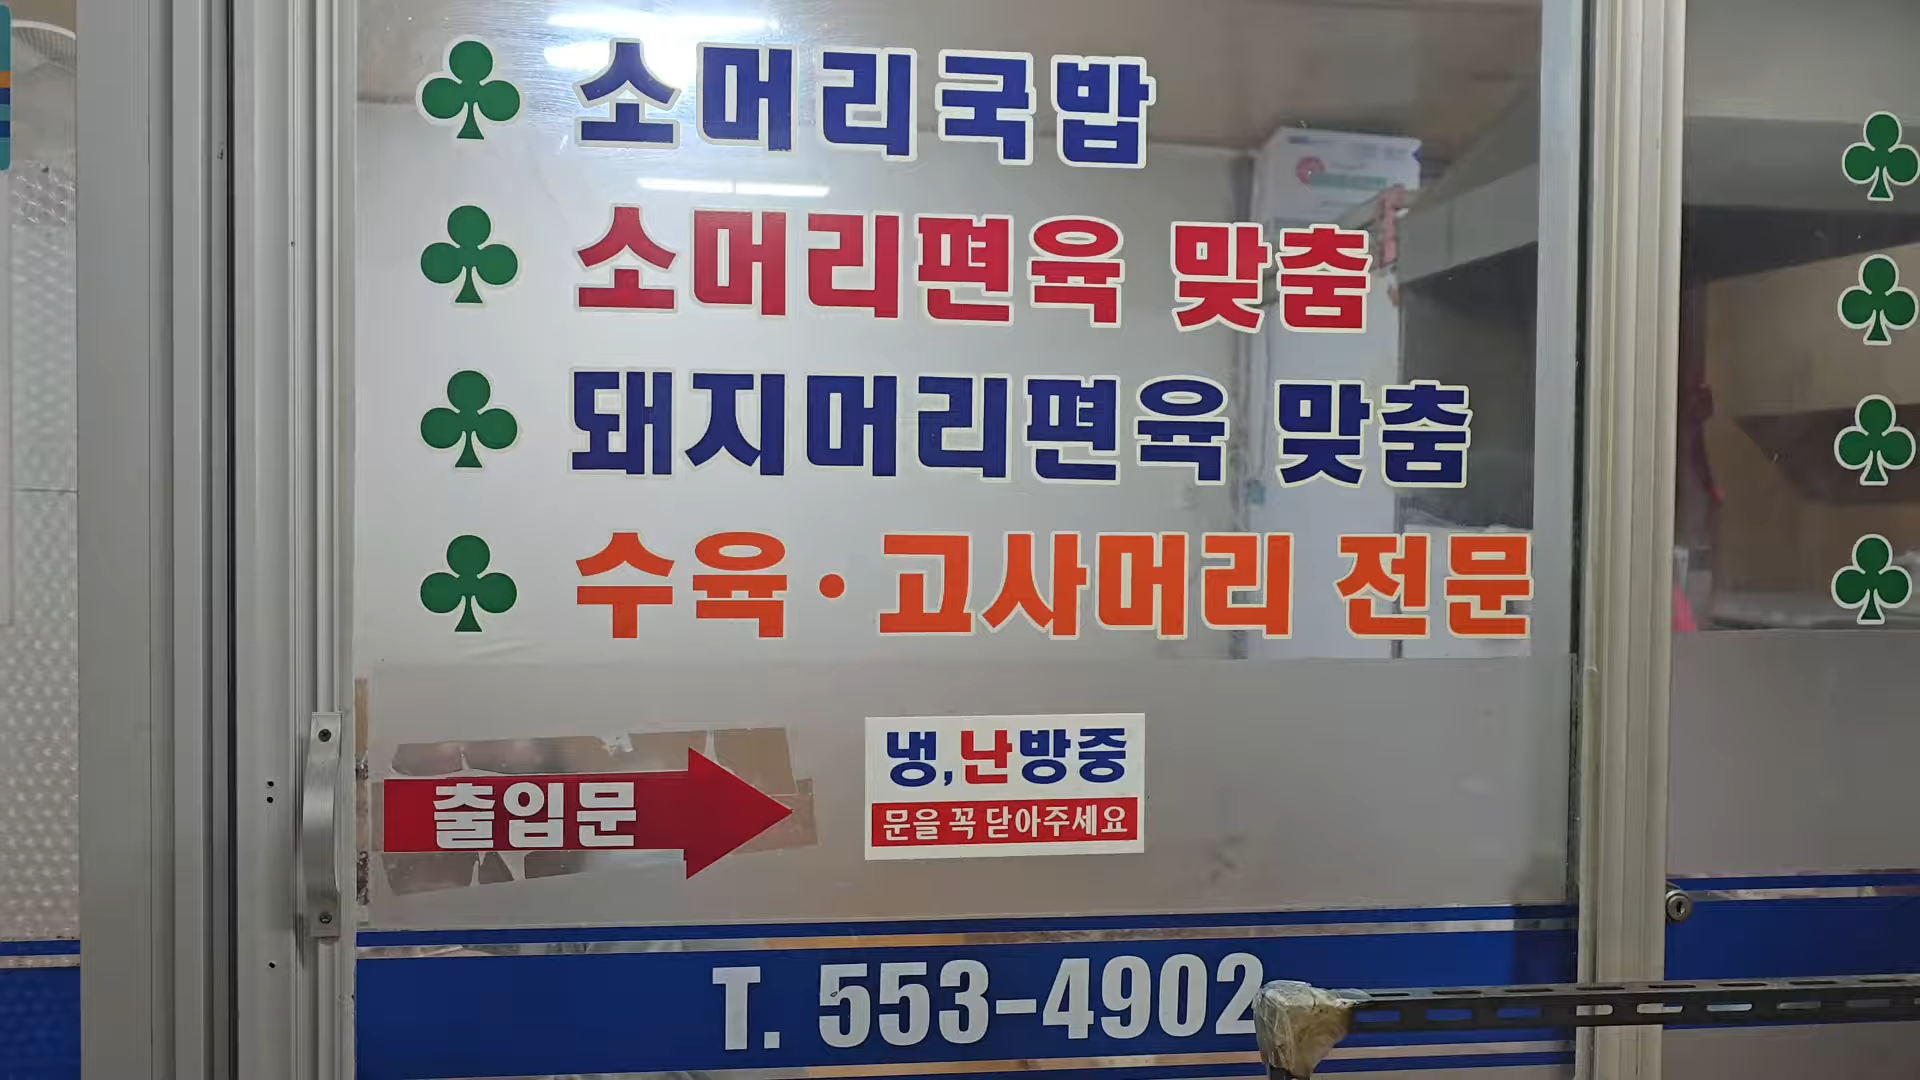 소머리국밥
소머리편육 맞춤
돼지머리편육 맞춤
수육·고사머리 전문
출입문
냉,난방중
문을 꼭 닫아주세요
T. 553-4902